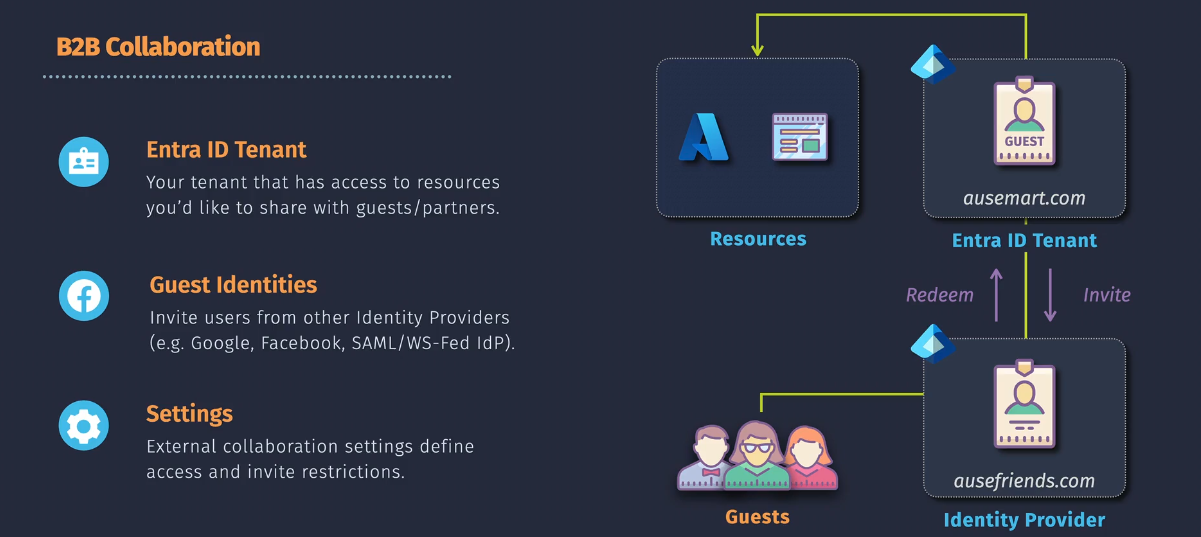 B2B Collaboration
Entra ID Tenant
Your tenant that has access to resources
you'd like to share with guests/partners.
Guest Identities
Invite users from other Identity Providers
(e.g. Google, Facebook, SAML/WS-Fed IdP).
Settings
External collaboration settings define
access and invite restrictions.
Resources
GUEST
ausemart.com
Entra ID Tenant
Redeem
Invite
Guests
ausefriends.com
Identity Provider